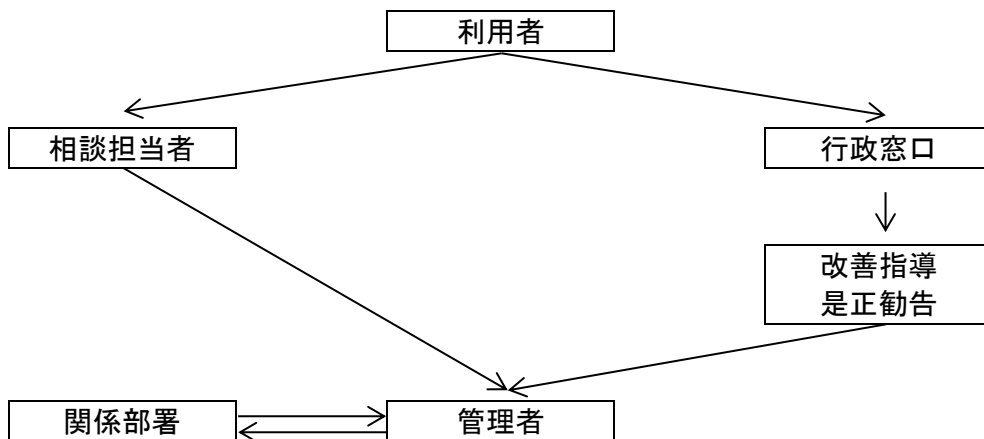 利用者
相談担当者
行政窓口
改善指導
是正勧告
関係部署
管理者